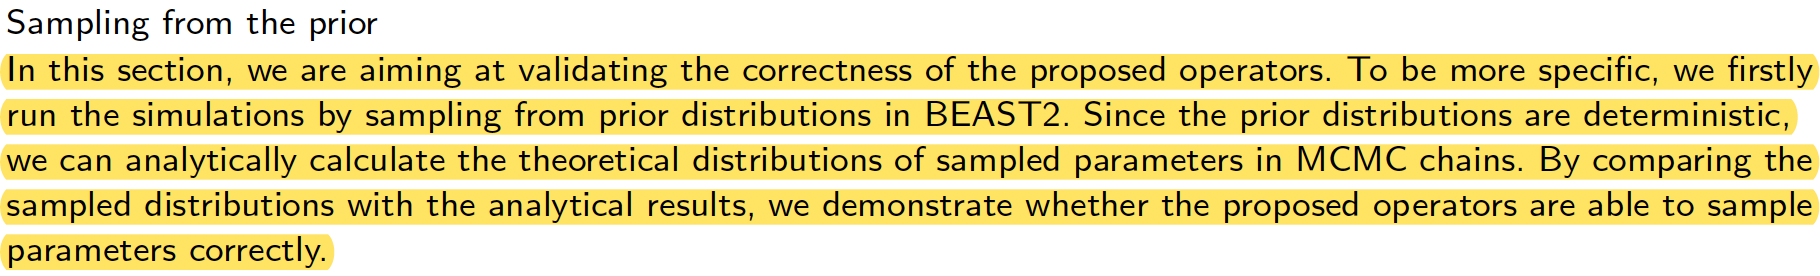 Sampling from the prior
In this section, we are aiming at validating the correctness of the proposed operators. To be more specific, we firstly
run the simulations by sampling from prior distributions in BEAST2. Since the prior distributions are deterministic,
we can analytically calculate the theoretical distributions of sampled parameters in MCMC chains. By comparing the
sampled distributions with the analytical results, we demonstrate whether the proposed operators are able to sample
parameters correctly.